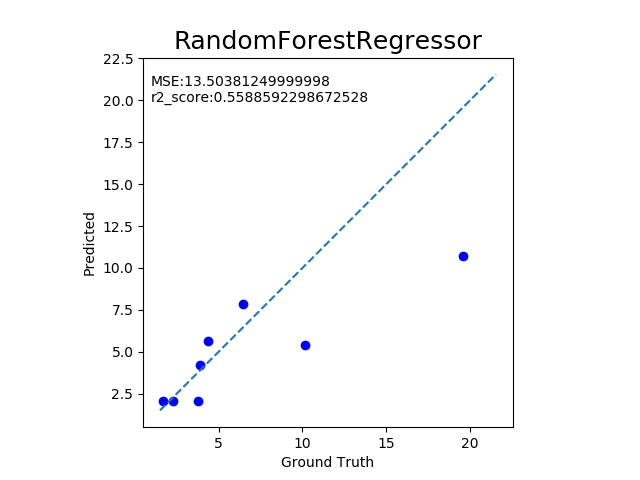 RandomForestRegressor
MSE:13.50381249999998
r2_score:0.5588592298672528
22.5
20.0
17.5
15.0
12.5
10.0
7.5
5.0
2.5
Predicted
5 10 15 20
Ground Truth